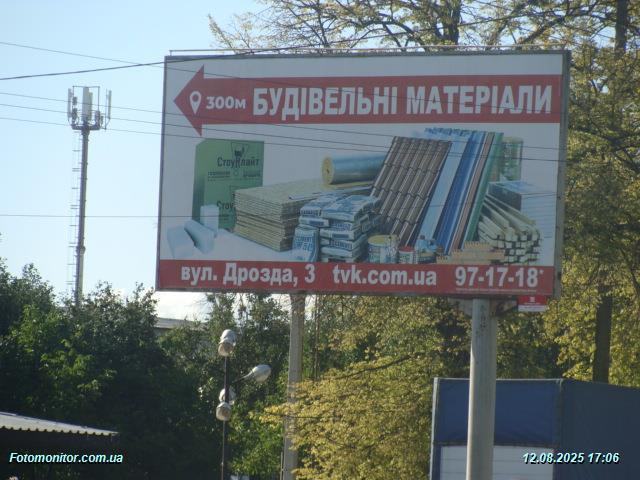 300м БУДІВЕЛЬНІ МАТЕРІАЛИ
СтоунЛайт
вул. Дрозда, 3 tvk.com.ua 97-17-18*
Fotomonitor.com.ua 12.08.2025 17:06